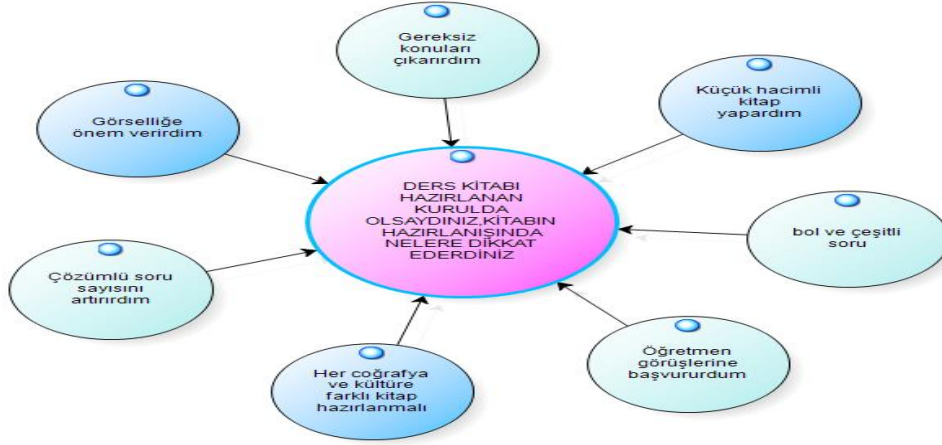 Gereksiz
konuları
çıkarırdım
Küçük hacimli
kitap
yapardım
Görselliğe
önem verirdim
DERS KİTABI
HAZIRLANAN
KURULDA
OLSAYDINIZ,KİTABIN
HAZIRLANIŞINDA
NELERE DİKKAT
EDERDİNİZ
bol ve çeşitli
soru
Çözümlü soru
sayısını
artırırdım
Her coğrafya
ve kültüre
farklı kitap
hazırlanmalı
Öğretmen
görüşlerine
başvururdum